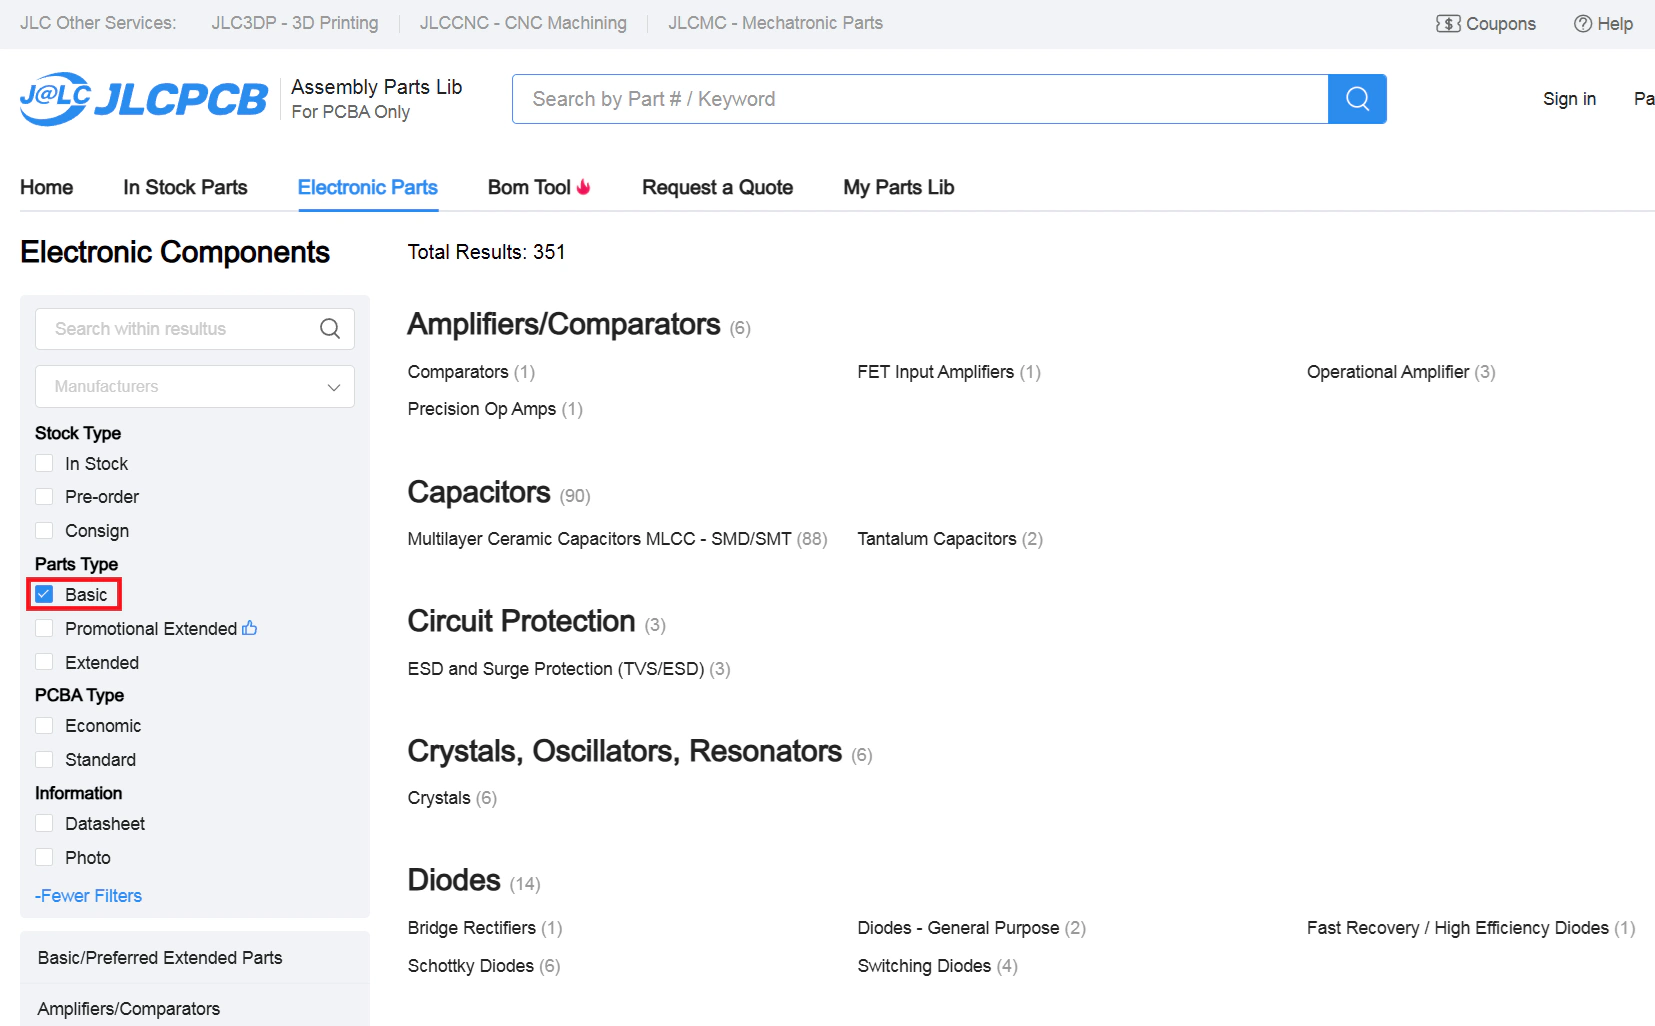 JLC Other Services: JLC3DP - 3D Printing JLCCNC - CNC Machining JLCMC - Mechatronic Parts $ Coupons ? Help
J@LC JLCPCB Assembly Parts Lib
For PCBA Only
Search by Part # / Keyword
Sign in Pa
Home In Stock Parts Electronic Parts Bom Tool Request a Quote My Parts Lib
Electronic Components
Search within resultus
Manufacturers
Stock Type
In Stock
Pre-order
Consign
Parts Type
Basic
Promotional Extended
Extended
PCBA Type
Economic
Standard
Information
Datasheet
Photo
-Fewer Filters
Basic/Preferred Extended Parts
Amplifiers/Comparators
Total Results: 351
Amplifiers/Comparators (6)
Comparators (1) FET Input Amplifiers (1) Operational Amplifier (3)
Precision Op Amps (1)
Capacitors (90)
Multilayer Ceramic Capacitors MLCC - SMD/SMT (88) Tantalum Capacitors (2)
Circuit Protection (3)
ESD and Surge Protection (TVS/ESD) (3)
Crystals, Oscillators, Resonators (6)
Crystals (6)
Diodes (14)
Bridge Rectifiers (1) Diodes - General Purpose (2) Fast Recovery / High Efficiency Diodes (1)
Schottky Diodes (6) Switching Diodes (4)